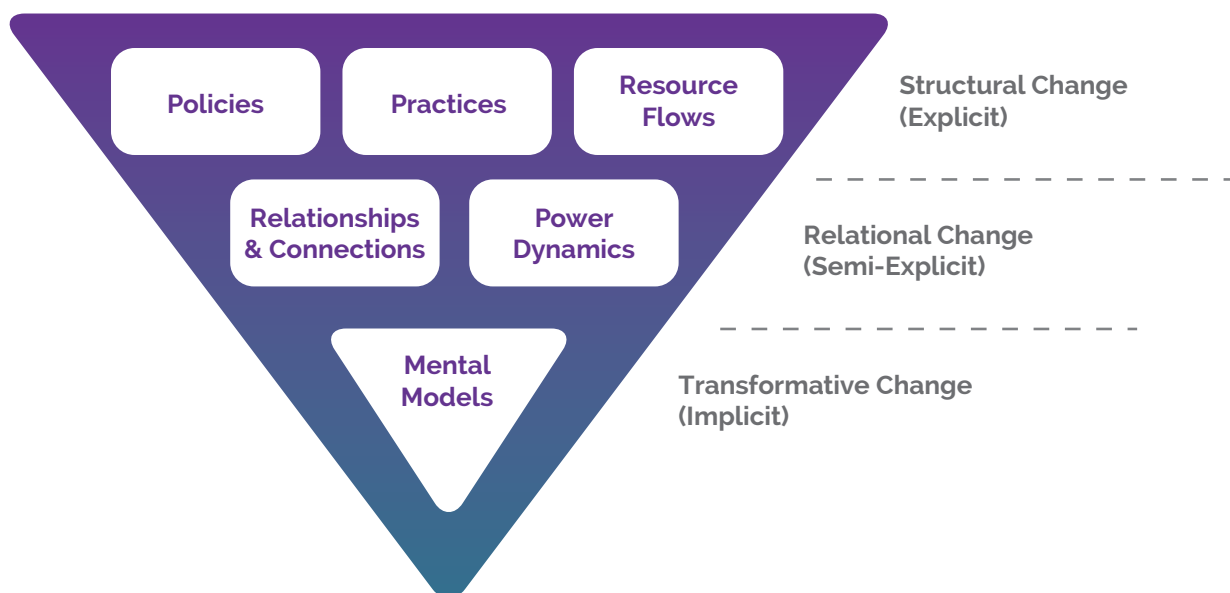 Policies
Practices
Resource
Flows
Structural Change
(Explicit)
Relationships
& Connections
Power
Dynamics
Relational Change
(Semi-Explicit)
Mental
Models
Transformative Change
(Implicit)